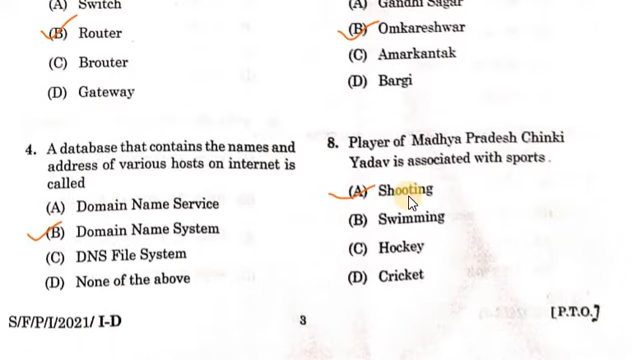 (A) Switch
(B) Router
(C) Brouter
(D) Gateway
4. A database that contains the names and
address of various hosts on internet is
called
(A) Domain Name Service
(B) Domain Name System
(C) DNS File System
(D) None of the above
(A) Gandhi Sagar
(B) Omkareshwar
(C) Amarkantak
(D) Bargi
8. Player of Madhya Pradesh Chinki
Yadav is associated with sports .
(A) Shooting
(B) Swimming
(C) Hockey
(D) Cricket
S/F/P/I/2021/ I-D
3
[P.T.O.]